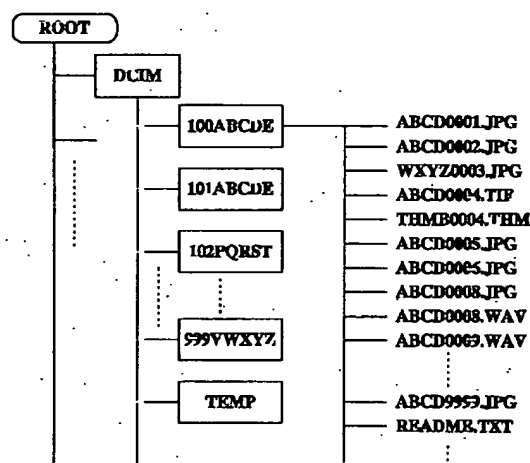 ROOT
DCIM
100ABCDE
101ABCDE
102PQRST
999VWXYZ
TEMP
ABCD0001.JPG
ABCD0002.JPG
WXYZ0003.JPG
ABCD0004.TIF
THMB0004.THM
ABCD0005.JPG
ABCD0006.JPG
ABCD0008.JPG
ABCD0008.WAV
ABCD0009.WAV
ABCD9999.JPG
README.TXT